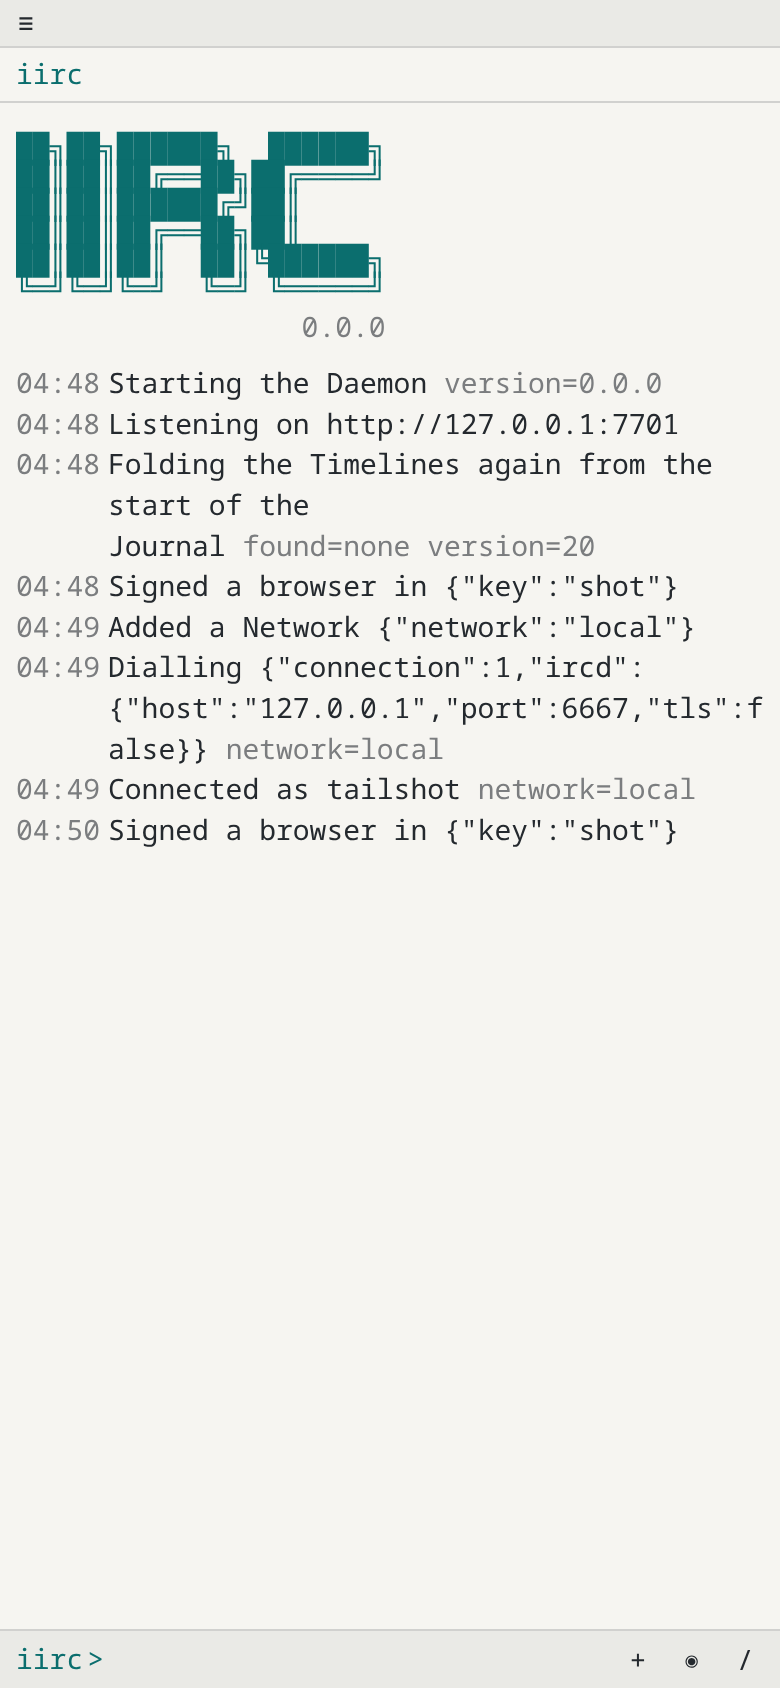 ≡
iirc
IIRC
0.0.0
04:48 Starting the Daemon version=0.0.0
04:48 Listening on http://127.0.0.1:7701
04:48 Folding the Timelines again from the
start of the
Journal found=none version=20
04:48 Signed a browser in {"key":"shot"}
04:49 Added a Network {"network":"local"}
04:49 Dialling {"connection":1,"ircd":
{"host":"127.0.0.1","port":6667,"tls":f
alse}} network=local
04:49 Connected as tailshot network=local
04:50 Signed a browser in {"key":"shot"}
iirc> + ◉ /